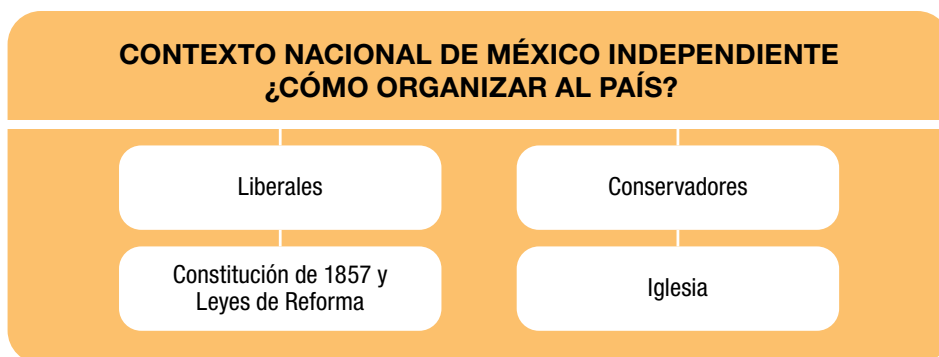 CONTEXTO NACIONAL DE MÉXICO INDEPENDIENTE
¿CÓMO ORGANIZAR AL PAÍS?
Liberales
Conservadores
Constitución de 1857 y
Leyes de Reforma
Iglesia